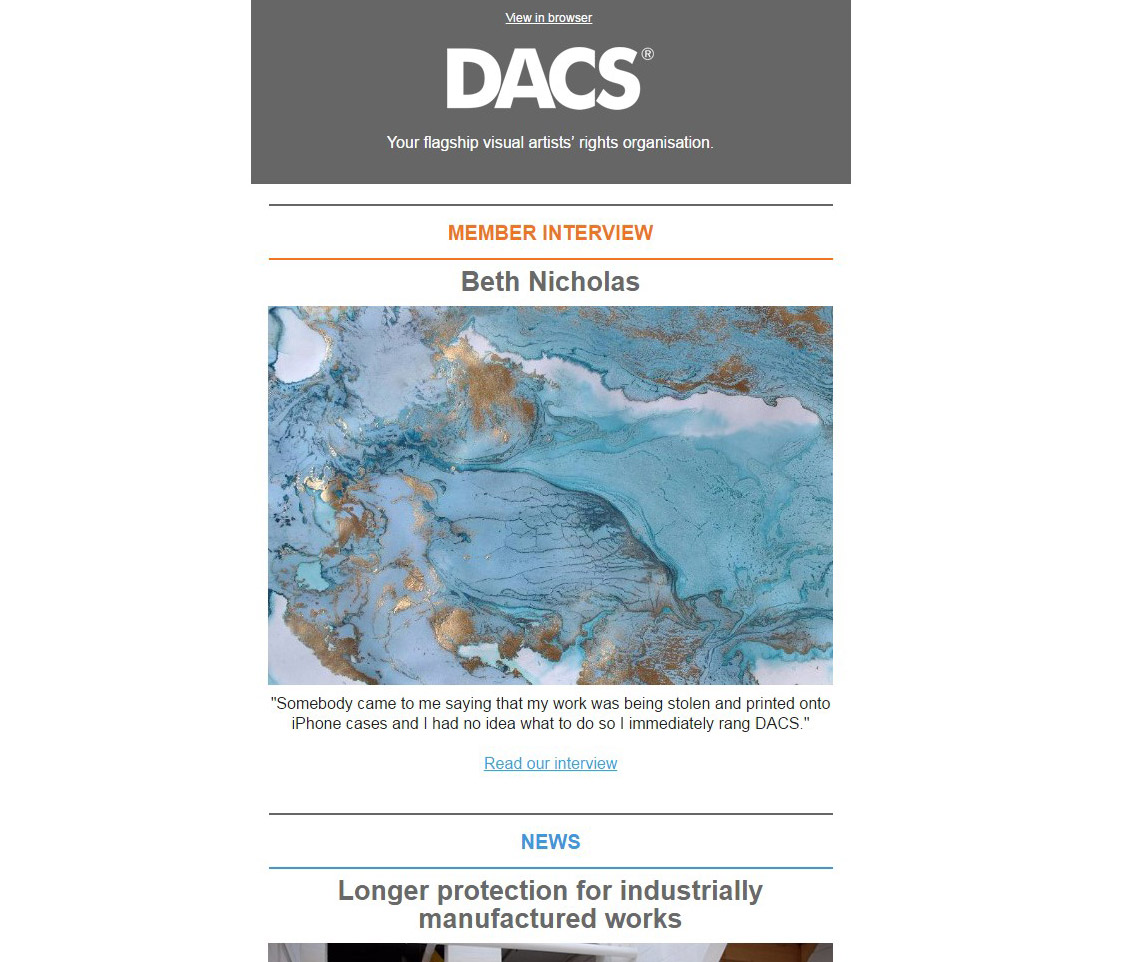 View in browser
DACS®
Your flagship visual artists' rights organisation.
MEMBER INTERVIEW
Beth Nicholas
"Somebody came to me saying that my work was being stolen and printed onto
iPhone cases and I had no idea what to do so I immediately rang DACS."
Read our interview
NEWS
Longer protection for industrially
manufactured works